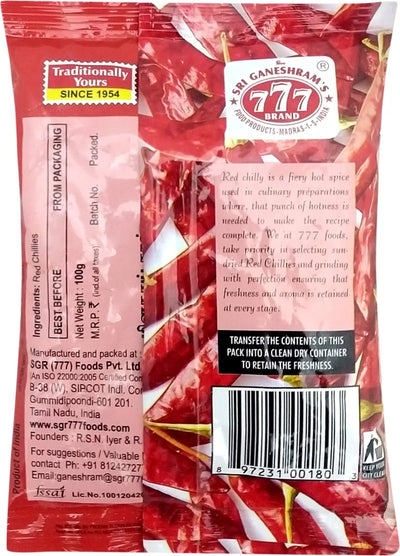 Traditionally
Yours
SINCE 1954
SRI GANESHRAM'S
®
777
BRAND
FOOD PRODUCTS-MADRAS-
INDIA
Ingredients: Red Chillies
BEST BEFORE
FROM PACKAGING
Net Weight : 100g
Batch No.
Packed.
M.R.P. ₹ (incl.of all taxes)
Red chilly is a fiery hot spice
used in culinary preparations
where, that punch of hotness is
needed to make the recipe
complete. We at 777 foods,
take priority in selecting sun-
dried Red Chillies and grinding
with perfection ensuring that
freshness and aroma is retained
at every stage.
TRANSFER THE CONTENTS OF THIS
PACK INTO A CLEAN DRY CONTAINER
TO RETAIN THE FRESHNESS.
Manufactured and packed at
SGR (777) Foods Pvt. Ltd
(An ISO 22000:2005 Certified Com
B-38 (W), SIPCOT Indl. Com
Gummidipoondi-601 201.
Tamil Nadu, India
www.sgr777foods.com
Founders : R.S.N. Iyer & R.
For suggestions / Valuable
contact Ph: +91 81242727
Email:ganeshram@sgr777
fssai
Lic.No.100120420
Product of India
8 97231 00180 3
KEEP YOUR
CITY CLEAN